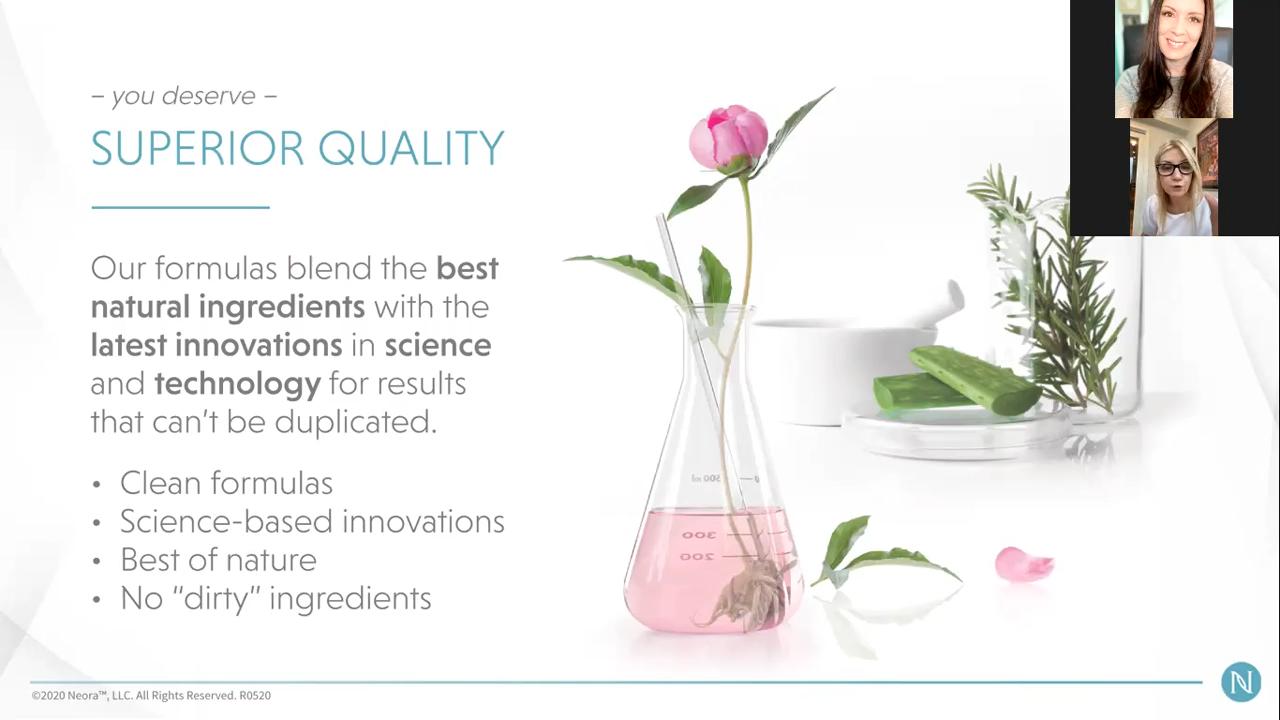 – you deserve –
SUPERIOR QUALITY
Our formulas blend the best
natural ingredients with the
latest innovations in science
and technology for results
that can't be duplicated.
• Clean formulas
• Science-based innovations
• Best of nature
• No "dirty" ingredients
500 ml
300
200
©2020 Neora™, LLC. All Rights Reserved. R0520
N